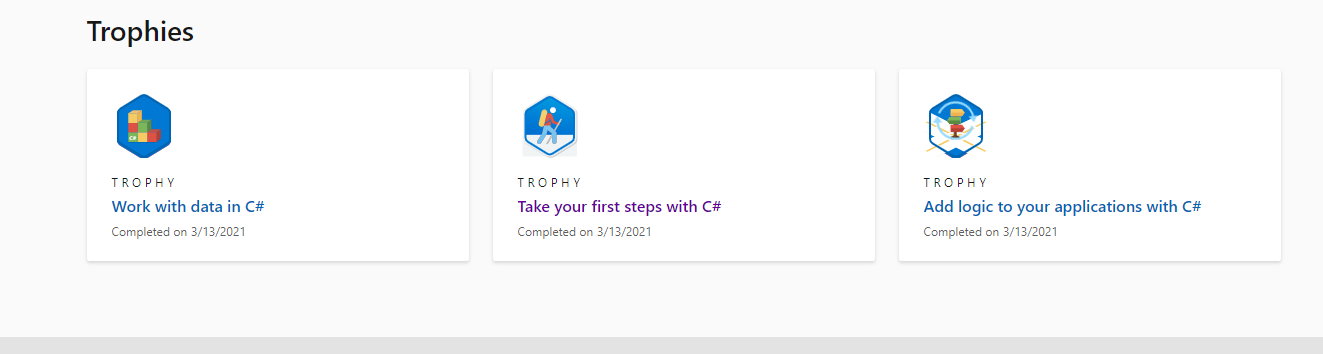 Trophies
TROPHY
Work with data in C#
Completed on 3/13/2021
TROPHY
Take your first steps with C#
Completed on 3/13/2021
TROPHY
Add logic to your applications with C#
Completed on 3/13/2021